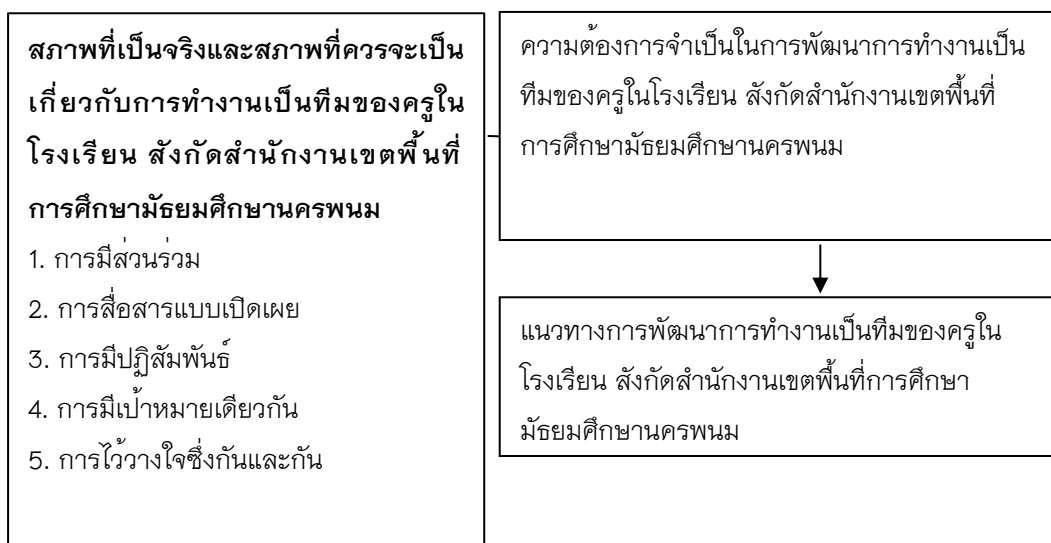 สภาพที่เป็นจริงและสภาพที่ควรจะเป็น
เกี่ยวกับการทำงานเป็นทีมของครูใน
โรงเรียน สังกัดสำนักงานเขตพื้นที่
การศึกษามัธยมศึกษานครพนม
1. การมีส่วนร่วม
2. การสื่อสารแบบเปิดเผย
3. การมีปฏิสัมพันธ์
4. การมีเป้าหมายเดียวกัน
5. การไว้วางใจซึ่งกันและกัน
ความต้องการจำเป็นในการพัฒนาการทำงานเป็น
ทีมของครูในโรงเรียน สังกัดสำนักงานเขตพื้นที่
การศึกษามัธยมศึกษานครพนม
แนวทางการพัฒนาการทำงานเป็นทีมของครูใน
โรงเรียน สังกัดสำนักงานเขตพื้นที่การศึกษา
มัธยมศึกษานครพนม